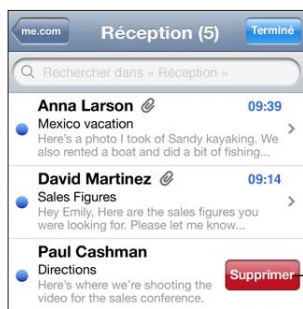 me.com Réception (5) Terminé
Rechercher dans « Réception »
Anna Larson 09:39
Mexico vacation
Here's a photo I took of Sandy kayaking. We
also rented a boat and did a bit of fishing...
David Martinez 09:14
Sales Figures
Hey Emily, Here are the sales figures you
were looking for. Please let me know...
Paul Cashman
Directions
Supprimer
Here's where we're shooting the
video for the sales conference.